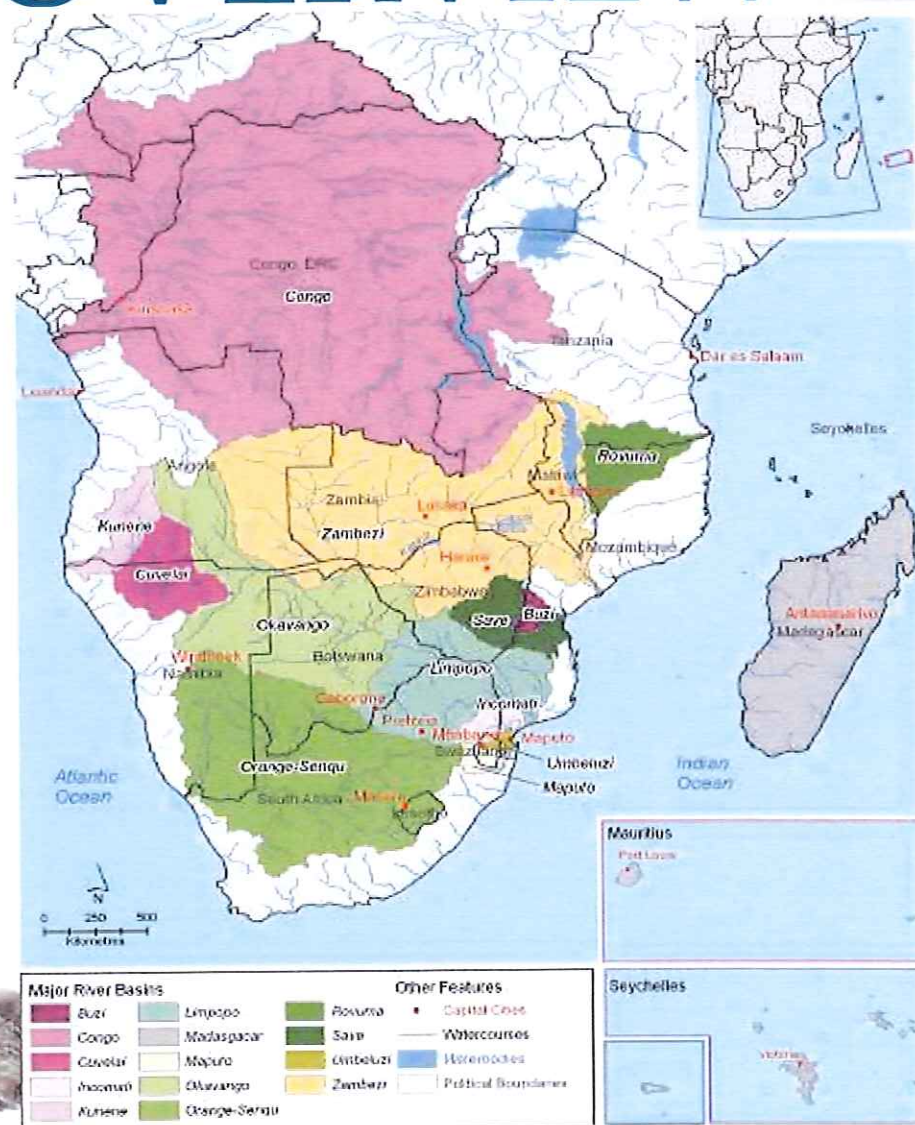 Congo, DRC
Congo
Kinshasa
Tanzania
Dar es Salaam
Luanda
Seychelles
Rovuma
Angola
Malawi
Lilongwe
Zambia
Lusaka
Kunene
Zambezi
Mozambique
Harare
Cuvelai
Zimbabwe
Save
Buzi
Okavango
Antananarivo
Madagascar
Botswana
Windhoek
Namibia
Limpopo
Gaborone
Incomati
Pretoria
Mbabane
Maputo
Swaziland
Umbeluzi
Orange-Senqu
Maputo
Indian
Ocean
Atlantic
Ocean
South Africa
Maseru
Lesotho
Mauritius
Port Louis
N
0 250 500
Kilometres
Major River Basins
Buzi
Congo
Cuvelai
Incomati
Kunene
Limpopo
Madagascar
Maputo
Okavango
Orange-Senqu
Rovuma
Save
Umbeluzi
Zambezi
Other Features
Capital Cities
Watercourses
Waterbodies
Political Boundaries
Seychelles
Victoria